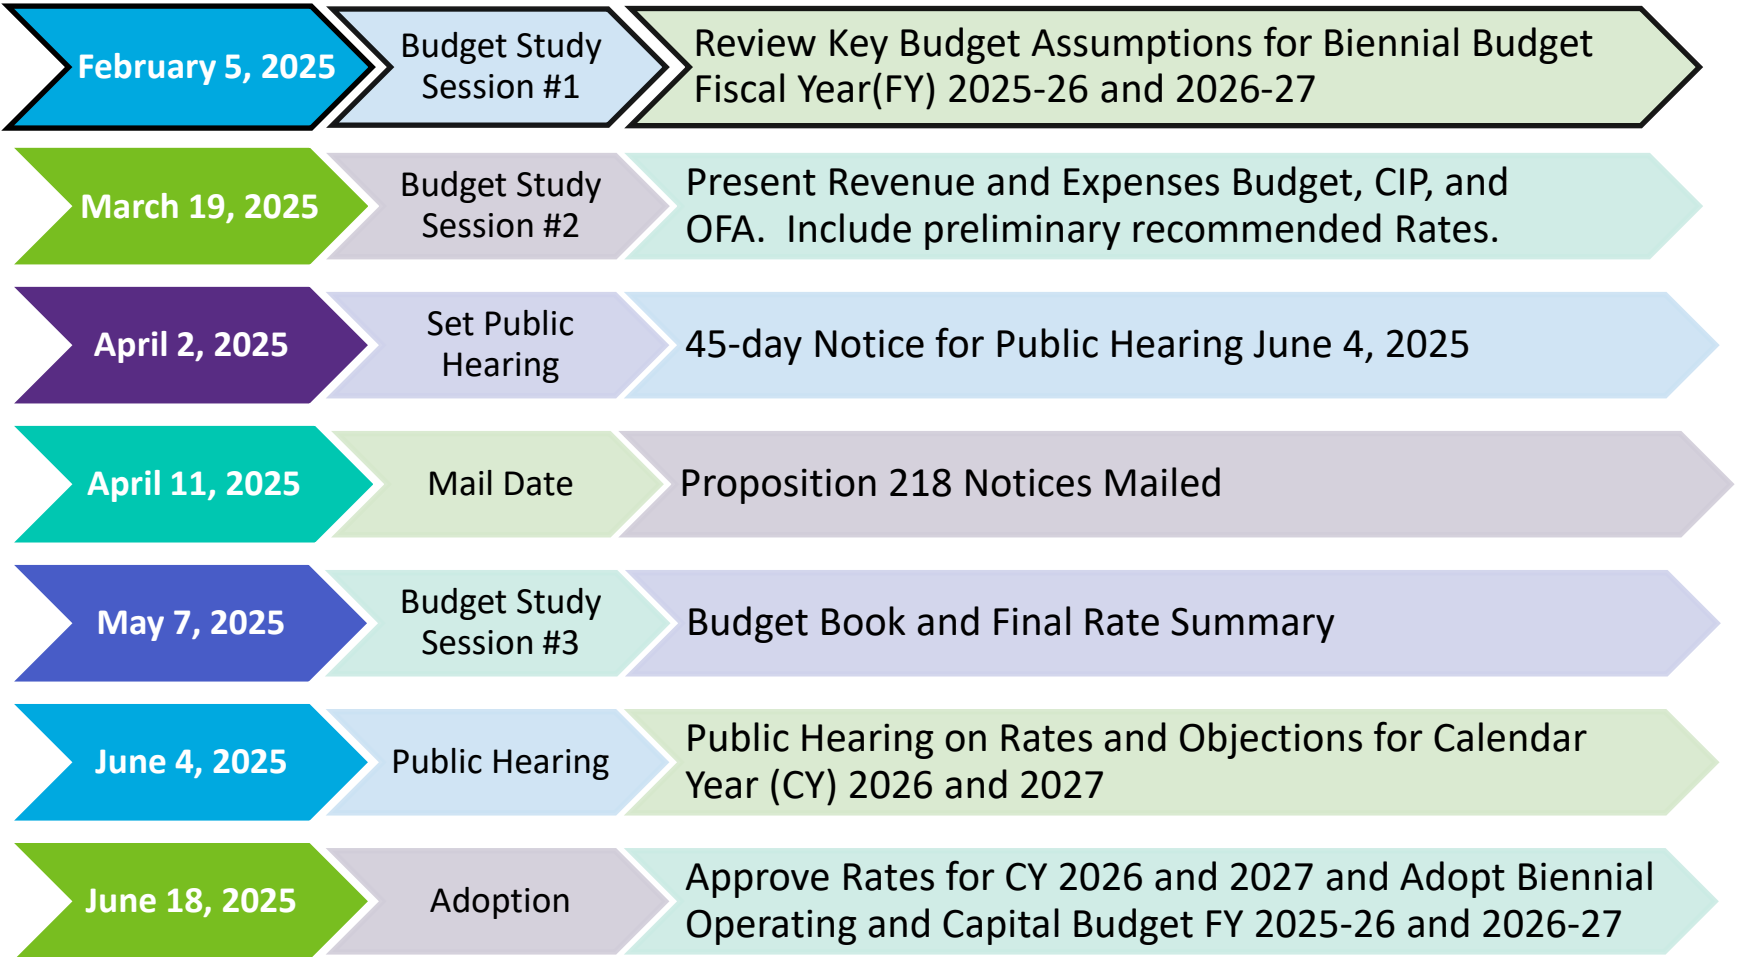 February 5, 2025
Budget Study
Session #1
Review Key Budget Assumptions for Biennial Budget
Fiscal Year(FY) 2025-26 and 2026-27
March 19, 2025
Budget Study
Session #2
Present Revenue and Expenses Budget, CIP, and
OFA.  Include preliminary recommended Rates.
April 2, 2025
Set Public
Hearing
45-day Notice for Public Hearing June 4, 2025
April 11, 2025
Mail Date
Proposition 218 Notices Mailed
May 7, 2025
Budget Study
Session #3
Budget Book and Final Rate Summary
June 4, 2025
Public Hearing
Public Hearing on Rates and Objections for Calendar
Year (CY) 2026 and 2027
June 18, 2025
Adoption
Approve Rates for CY 2026 and 2027 and Adopt Biennial
Operating and Capital Budget FY 2025-26 and 2026-27